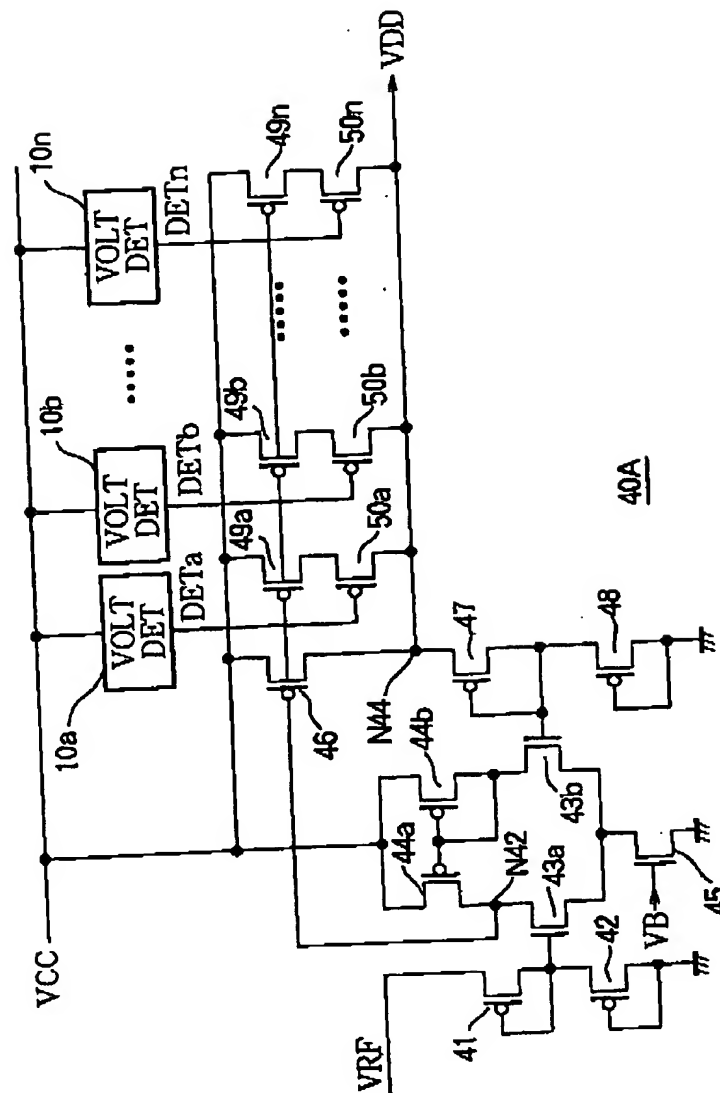 10n
VOLT
DET
DETn
49n
50n
VDD
.....
.....
.....
10b
VOLT
DET
DETb
49b
50b
10a
VOLT
DET
DETa
49a
50a
40A
46
N44
47
48
VCC
44a
44b
N42
43a
43b
VRF
41
42
VB
45